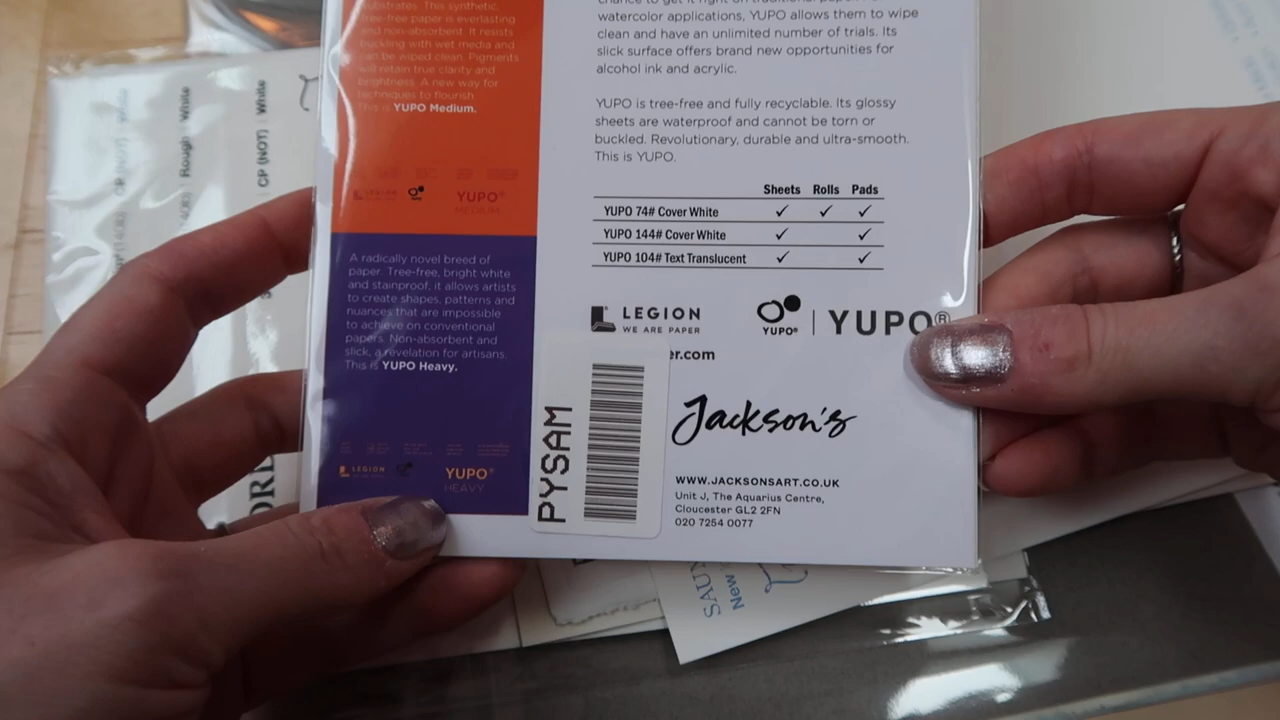 substrates. This synthetic,
tree-free paper is everlasting
and non-absorbent. It resists
buckling with wet media and
can be wiped clean. Pigments
will retain true clarity and
brightness. A new way for
techniques to flourish
This is YUPO Medium.
LEGION
YUPO®
MEDIUM
A radically novel breed of
paper. Tree-free, bright white
and stainproof, it allows artists
to create shapes, patterns and
nuances that are impossible
to achieve on conventional
papers. Non-absorbent and
slick, a revelation for artisans.
This is YUPO Heavy.
LEGION
YUPO®
HEAVY
watercolor applications, YUPO allows them to wipe
clean and have an unlimited number of trials. Its
slick surface offers brand new opportunities for
alcohol ink and acrylic.
YUPO is tree-free and fully recyclable. Its glossy
sheets are waterproof and cannot be torn or
buckled. Revolutionary, durable and ultra-smooth.
This is YUPO.
Sheets Rolls Pads
YUPO 74# Cover White ✓ ✓ ✓
YUPO 144# Cover White ✓ ✓
YUPO 104# Text Translucent ✓ ✓
LEGION
WE ARE PAPER
YUPO®
YUPO®
er.com
PYSAM
Jackson's
WWW.JACKSONSART.CO.UK
Unit J, The Aquarius Centre,
Gloucester GL2 2FN
020 7254 0077
CP (NOT) White
Rough White
CP (NOT) White
SAUN
New